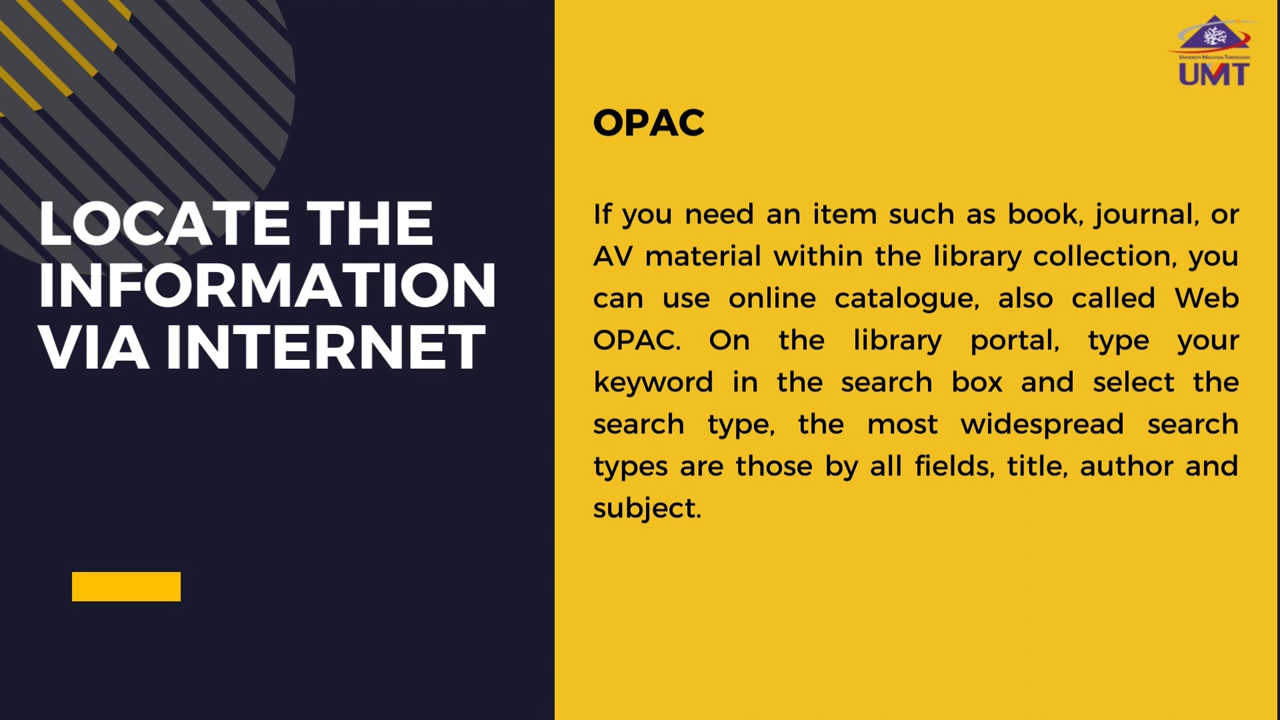 LOCATE THE
INFORMATION
VIA INTERNET
UNIVERSITI MALAYSIA TERENGGANU
UMT
OPAC
If you need an item such as book, journal, or
AV material within the library collection, you
can use online catalogue, also called Web
OPAC. On the library portal, type your
keyword in the search box and select the
search type, the most widespread search
types are those by all fields, title, author and
subject.